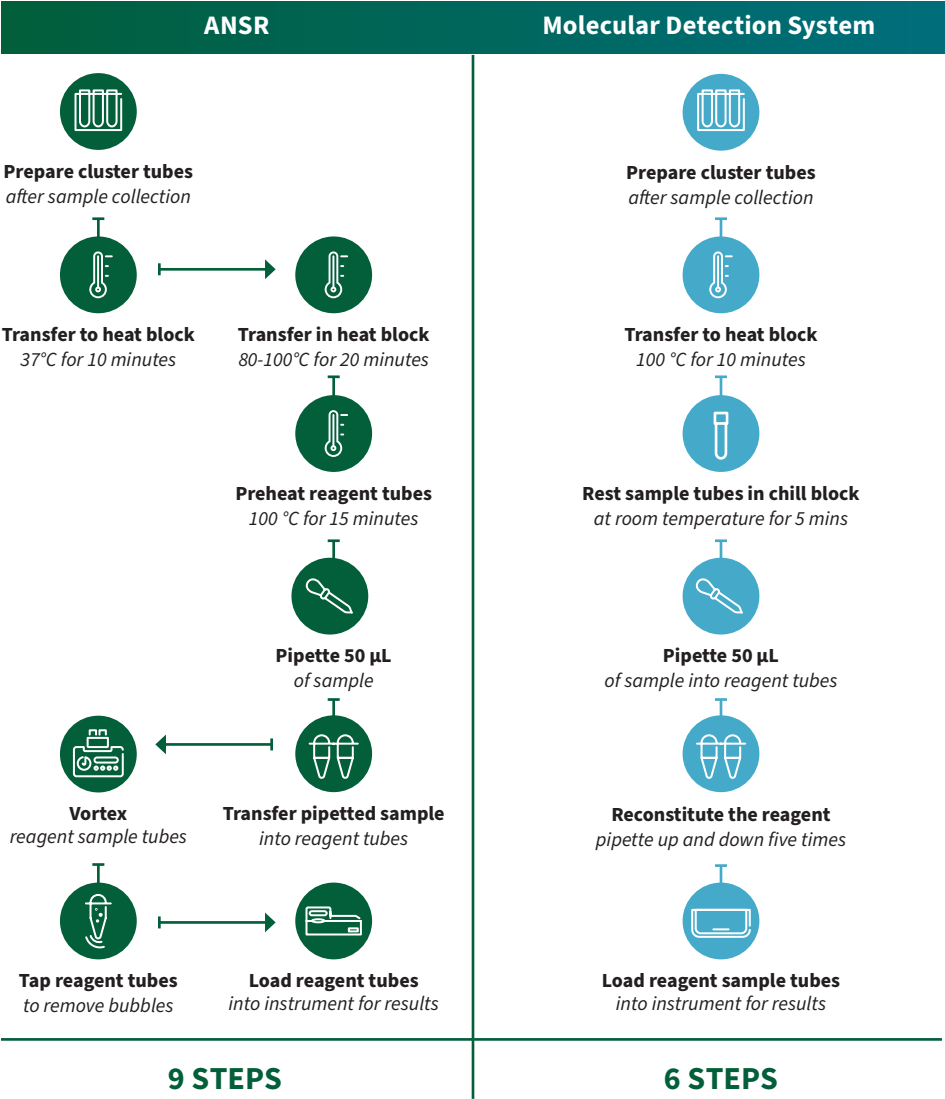 ANSR
Prepare cluster tubes
after sample collection
Transfer to heat block
37°C for 10 minutes
Transfer in heat block
80-100°C for 20 minutes
Preheat reagent tubes
100 °C for 15 minutes
Pipette 50 µL
of sample
Transfer pipetted sample
into reagent tubes
Vortex
reagent sample tubes
Tap reagent tubes
to remove bubbles
Load reagent tubes
into instrument for results
9 STEPS
Molecular Detection System
Prepare cluster tubes
after sample collection
Transfer to heat block
100 °C for 10 minutes
Rest sample tubes in chill block
at room temperature for 5 mins
Pipette 50 µL
of sample into reagent tubes
Reconstitute the reagent
pipette up and down five times
Load reagent sample tubes
into instrument for results
6 STEPS